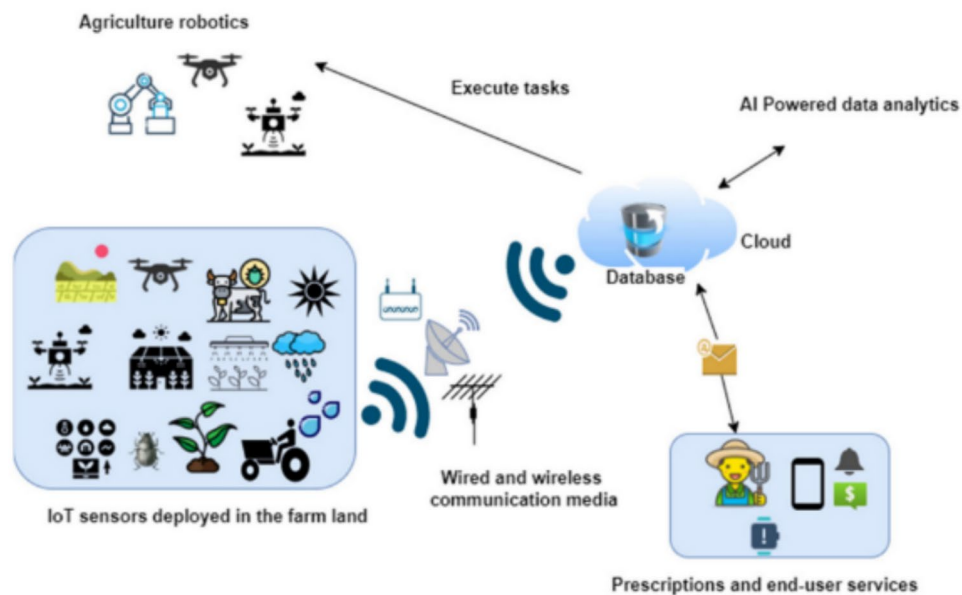 Agriculture robotics
Execute tasks
AI Powered data analytics
Cloud
Database
@
Wired and wireless
communication media
IoT sensors deployed in the farm land
$
!
Prescriptions and end-user services